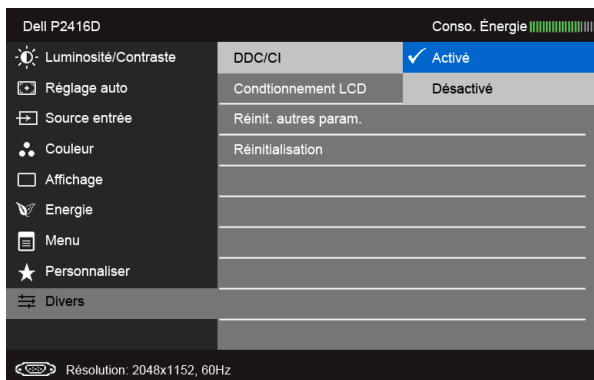 Dell P2416D Conso. Énergie
Luminosité/Contraste DDC/CI Activé
Réglage auto Condtionnement LCD Désactivé
Source entrée Réinit. autres param.
Couleur Réinitialisation
Affichage
Energie
Menu
Personnaliser
Divers
Résolution: 2048x1152, 60Hz